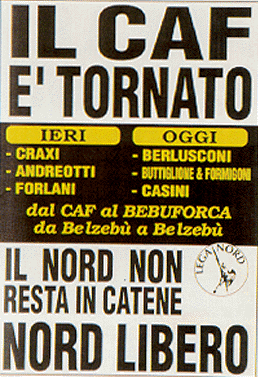 IL CAF
E' TORNATO
IERI
- CRAXI
- ANDREOTTI
- FORLANI
OGGI
- BERLUSCONI
- BUTTIGLIONE & FORMIGONI
- CASINI
dal CAF al BEBUFORCA
da Belzebù a Belzebù
IL NORD NON
RESTA IN CATENE
LEGA NORD
NORD LIBERO